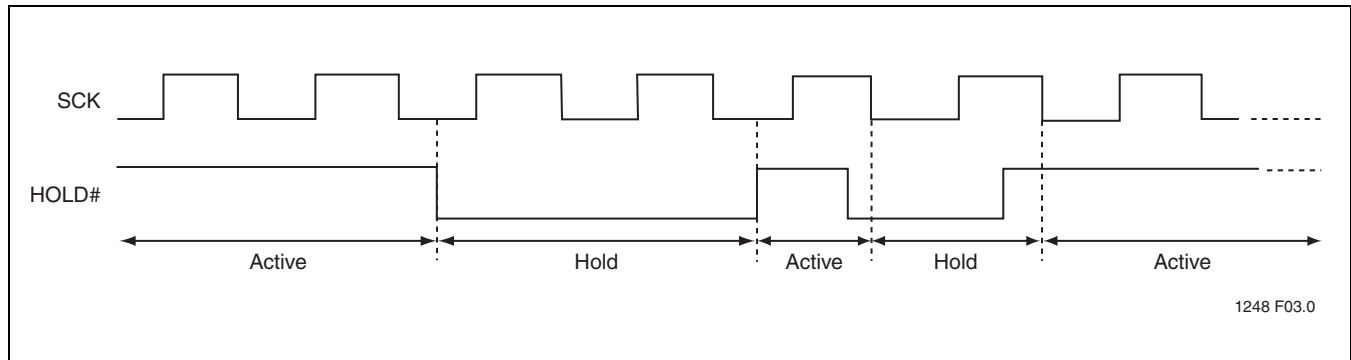 SCK
HOLD#
Active
Hold
Active
Hold
Active
1248 F03.0